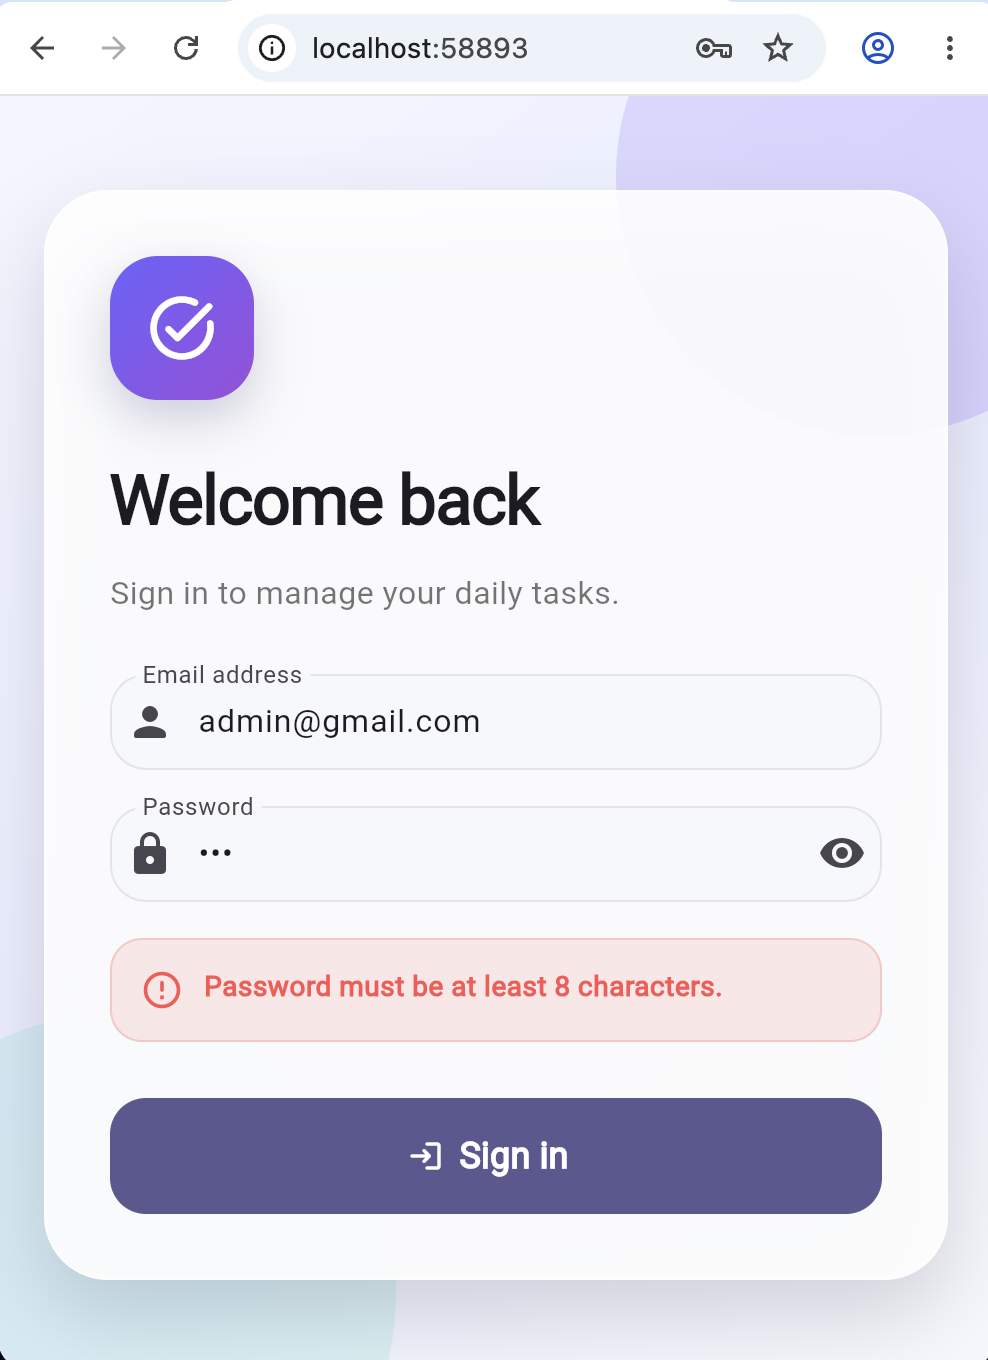 localhost:58893
Welcome back
Sign in to manage your daily tasks.
Email address
admin@gmail.com
Password
•••
Password must be at least 8 characters.
Sign in